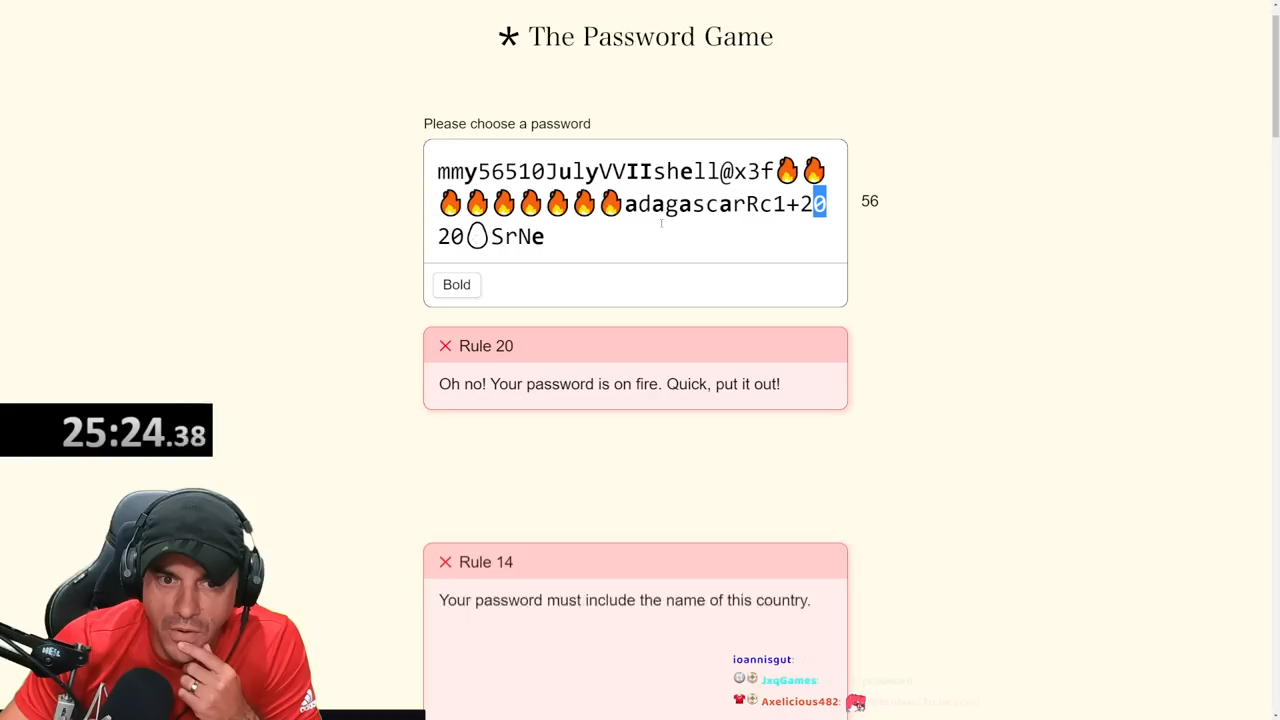 * The Password Game
Please choose a password
mmy56510JulyVVIIshell@x3f🔥🔥
🔥🔥🔥🔥🔥🔥🔥adagascarRc1+20
20🥚SrNe
56
Bold
Rule 20
Oh no! Your password is on fire. Quick, put it out!
25:24.38
Rule 14
Your password must include the name of this country.
ioannisgut:
JxqGames:
Axelicious482: